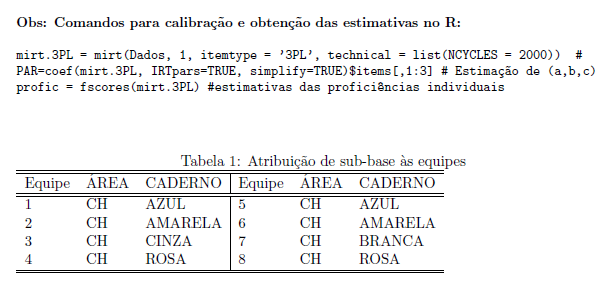 Obs: Comandos para calibração e obtenção das estimativas no R:
mirt.3PL = mirt(Dados, 1, itemtype = '3PL', technical = list(NCYCLES = 2000)) #
PAR=coef(mirt.3PL, IRTpars=TRUE, simplify=TRUE)$items[,1:3] # Estimação de (a,b,c)
profic = fscores(mirt.3PL) #estimativas das proficiências individuais
Tabela 1: Atribuição de sub-base às equipes
Equipe ÁREA CADERNO Equipe ÁREA CADERNO
1 CH AZUL 5 CH AZUL
2 CH AMARELA 6 CH AMARELA
3 CH CINZA 7 CH BRANCA
4 CH ROSA 8 CH ROSA